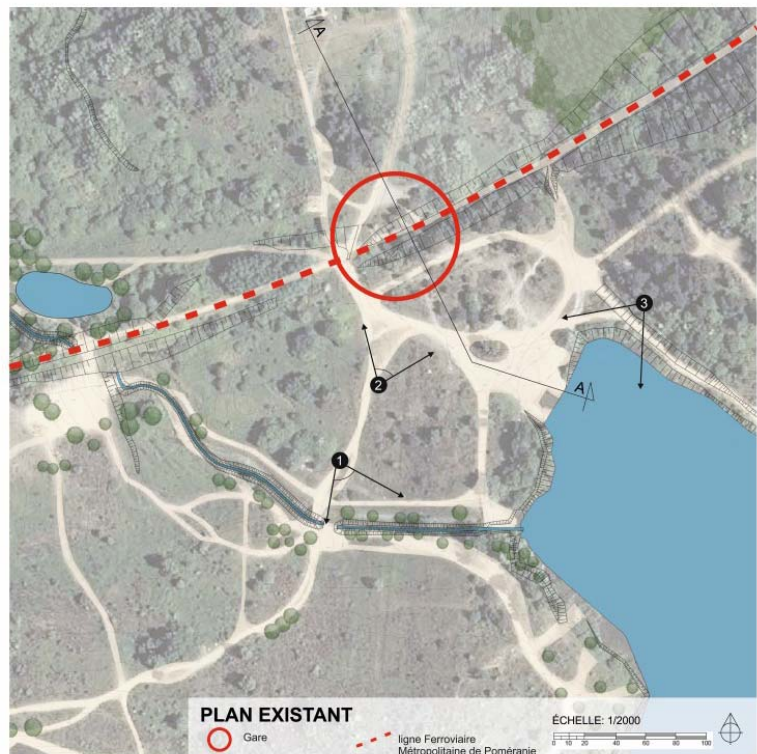 A
3
2
A
1
PLAN EXISTANT
Gare
ligne Ferroviaire
Métropolitaine de Poméranie
ÉCHELLE: 1/2000
0 10 20 40 60 80 100